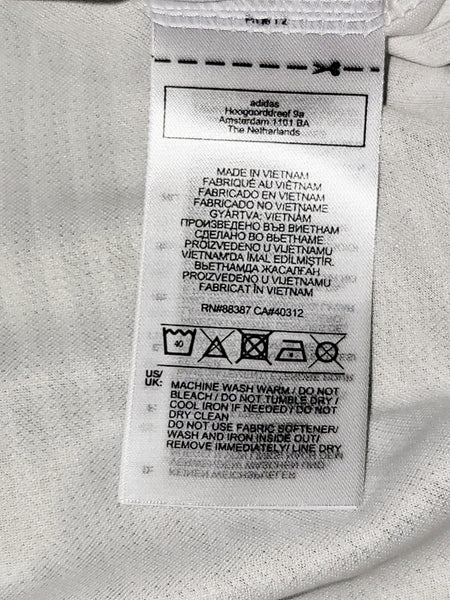 adidas
Hoogoorddreef 9a
Amsterdam 1101 BA
The Netherlands
MADE IN VIETNAM
FABRIQUÉ AU VIÊTNAM
FABRICADO EN VIETNAM
FABRICADO NO VIETNAME
GYÁRTVA: VIETNÁM
ПРОИЗВЕДЕНО ВЪВ ВИЕТНАМ
СДЕЛАНО ВО ВЬЕТНАМЕ
PROIZVEDENO U VIJETNAMU
VIETNAM'DA İMAL EDİLMİŞTİR.
ВЬЕТНАМДА ЖАСАЛҒАН
PROIZVEDENO U VIJETNAMU
FABRICAT ÎN VIETNAM
RN#88387 CA#40312
40
US/
UK: MACHINE WASH WARM / DO NOT
BLEACH / DO NOT TUMBLE DRY /
COOL IRON IF NEEDED / DO NOT
DRY CLEAN
DO NOT USE FABRIC SOFTENER/
WASH AND IRON INSIDE OUT/
REMOVE IMMEDIATELY/ LINE DRY